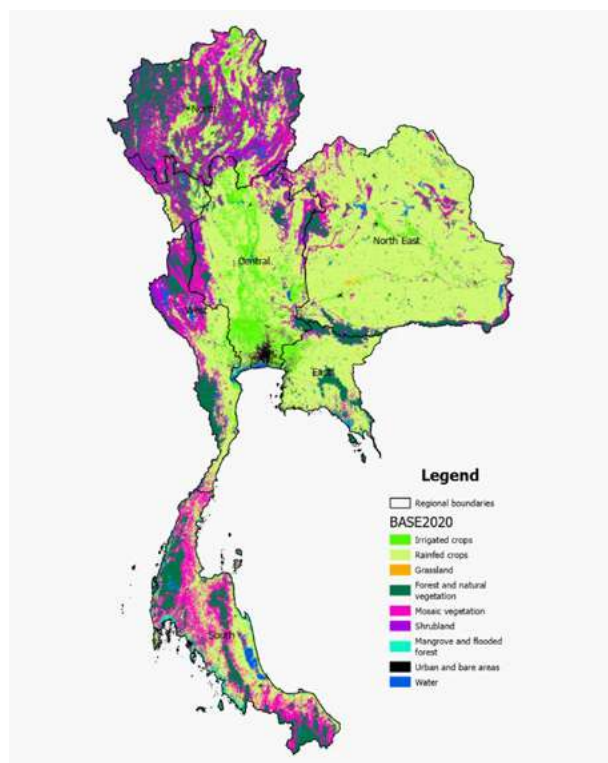 North
North East
Central
West
East
South
Legend
Regional boundaries
BASE2020
Irrigated crops
Rainfed crops
Grassland
Forest and natural
vegetation
Mosaic vegetation
Shrubland
Mangrove and flooded
forest
Urban and bare areas
Water